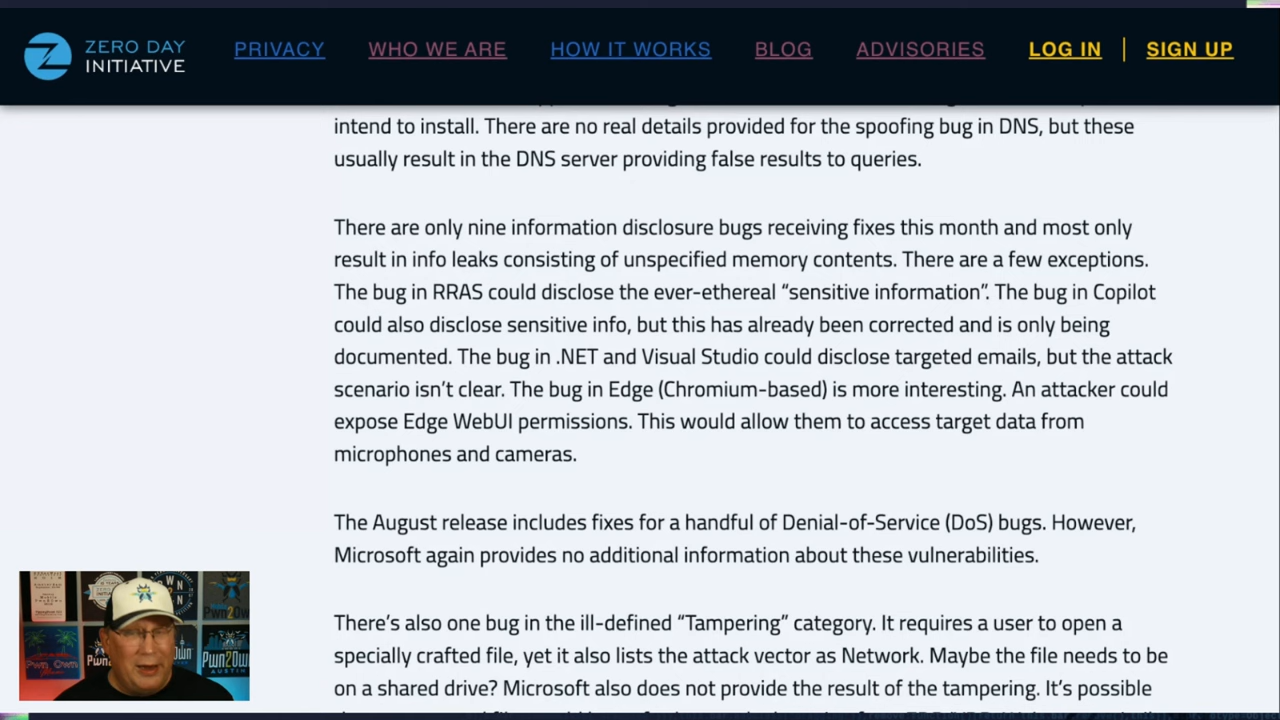 ZERO DAY
INITIATIVE
PRIVACY
WHO WE ARE
HOW IT WORKS
BLOG
ADVISORIES
LOG IN
SIGN UP
intend to install. There are no real details provided for the spoofing bug in DNS, but these
usually result in the DNS server providing false results to queries.
There are only nine information disclosure bugs receiving fixes this month and most only
result in info leaks consisting of unspecified memory contents. There are a few exceptions.
The bug in RRAS could disclose the ever-ethereal “sensitive information”. The bug in Copilot
could also disclose sensitive info, but this has already been corrected and is only being
documented. The bug in .NET and Visual Studio could disclose targeted emails, but the attack
scenario isn’t clear. The bug in Edge (Chromium-based) is more interesting. An attacker could
expose Edge WebUI permissions. This would allow them to access target data from
microphones and cameras.
The August release includes fixes for a handful of Denial-of-Service (DoS) bugs. However,
Microsoft again provides no additional information about these vulnerabilities.
There’s also one bug in the ill-defined “Tampering” category. It requires a user to open a
specially crafted file, yet it also lists the attack vector as Network. Maybe the file needs to be
on a shared drive? Microsoft also does not provide the result of the tampering. It’s possible
Pwn2Own
Pwn Own
Pwn2Own
AUSTIN